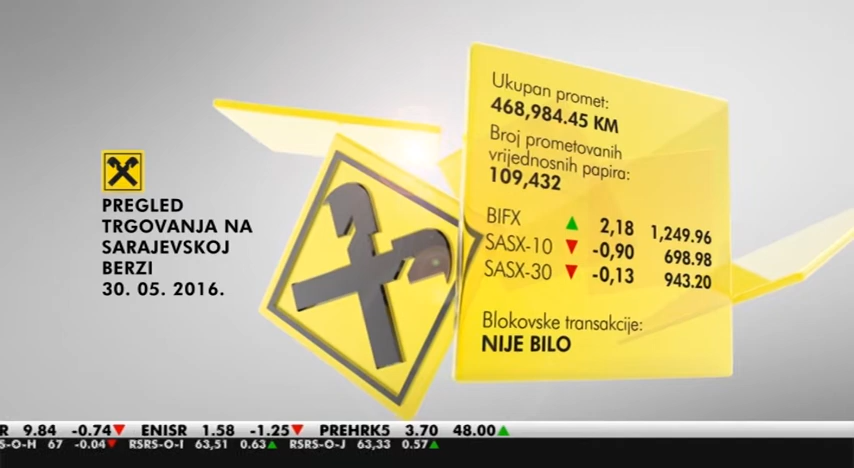 PREGLED
TRGOVANJA NA
SARAJEVSKOJ
BERZI
30. 05. 2016.
Ukupan promet:
468,984.45 KM
Broj prometovanih
vrijednosnih papira:
109,432
BIFX ▲ 2,18 1,249.96
SASX-10 ▼ -0,90 698.98
SASX-30 ▼ -0,13 943.20
Blokovske transakcije:
NIJE BILO
R 9.84 -0.74▼ ENISR 1.58 -1.25▼ PREHRK5 3.70 48.00▲
S-O-H 67 -0.04▼ RSRS-O-I 63,51 0.63▲ RSRS-O-J 63,33 0.57▲